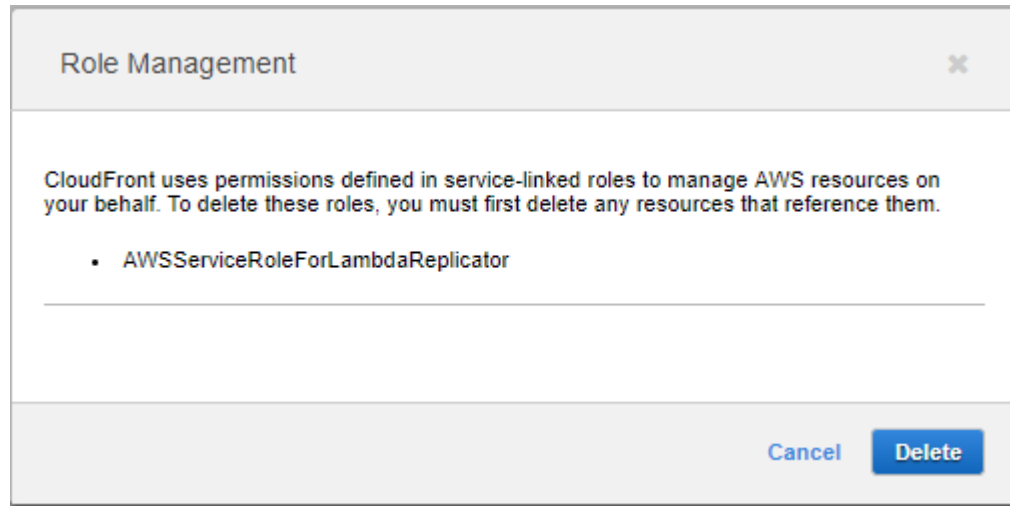 Role Management
CloudFront uses permissions defined in service-linked roles to manage AWS resources on
your behalf. To delete these roles, you must first delete any resources that reference them.
• AWSServiceRoleForLambdaReplicator
Cancel
Delete